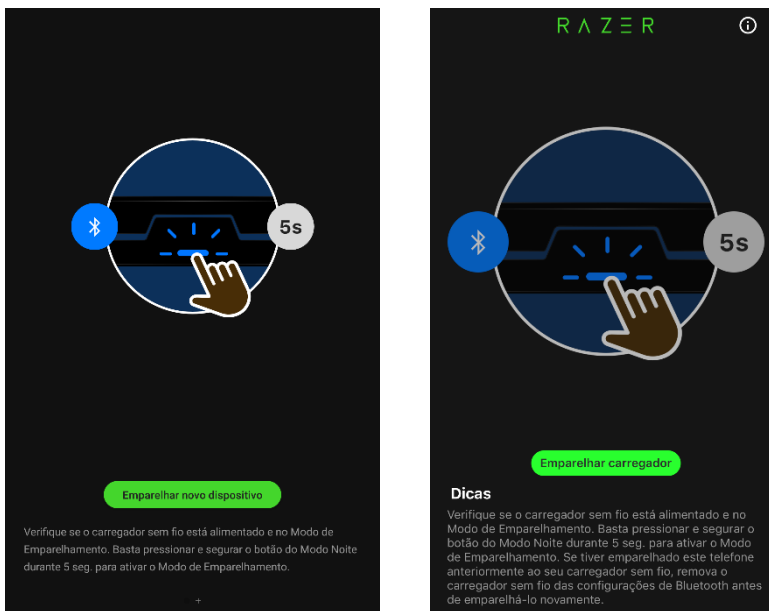 5s
Emparelhar novo dispositivo
Verifique se o carregador sem fio está alimentado e no Modo de
Emparelhamento. Basta pressionar e segurar o botão do Modo Noite
durante 5 seg. para ativar o Modo de Emparelhamento.
+
RAZER
5s
Emparelhar carregador
Dicas
Verifique se o carregador sem fio está alimentado e no
Modo de Emparelhamento. Basta pressionar e segurar o
botão do Modo Noite durante 5 seg. para ativar o Modo
de Emparelhamento. Se tiver emparelhado este telefone
anteriormente ao seu carregador sem fio, remova o
carregador sem fio das configurações de Bluetooth antes
de emparelhá-lo novamente.